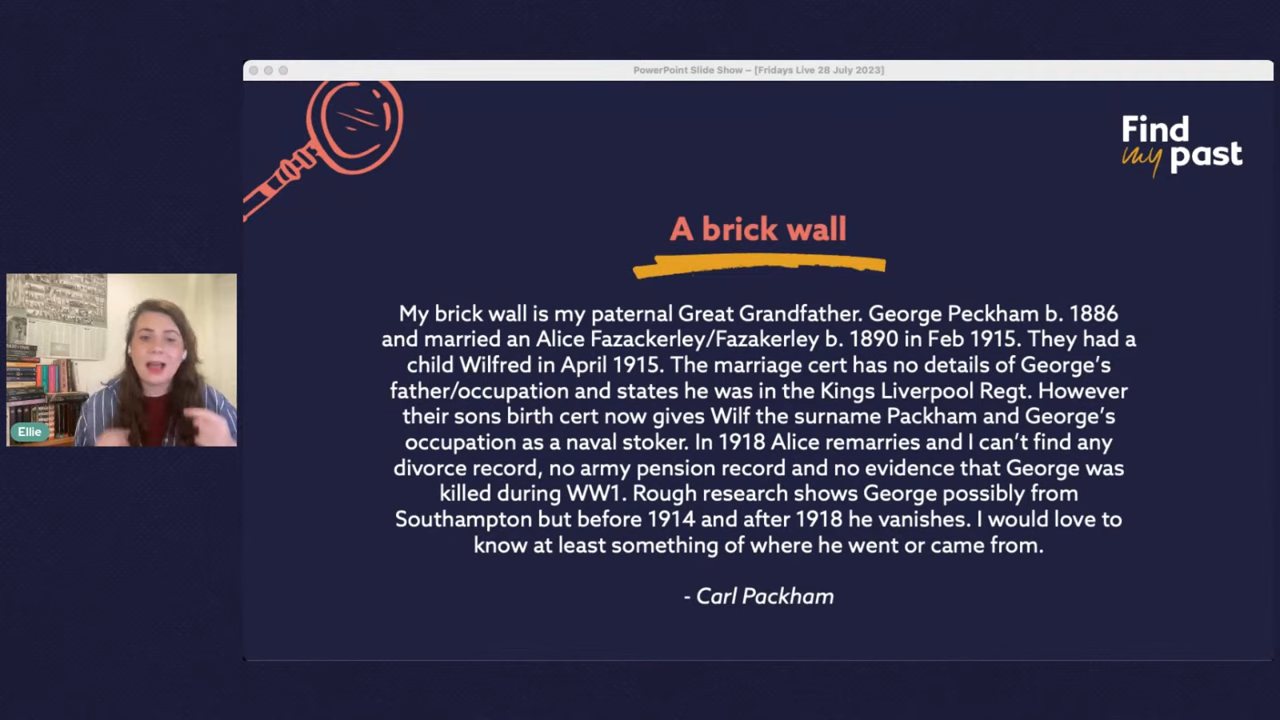 PowerPoint Slide Show – [Fridays Live 28 July 2023]
Find
my past
A brick wall
My brick wall is my paternal Great Grandfather. George Peckham b. 1886
and married an Alice Fazackerley/Fazakerley b. 1890 in Feb 1915. They had a
child Wilfred in April 1915. The marriage cert has no details of George’s
father/occupation and states he was in the Kings Liverpool Regt. However
their sons birth cert now gives Wilf the surname Packham and George’s
occupation as a naval stoker. In 1918 Alice remarries and I can’t find any
divorce record, no army pension record and no evidence that George was
killed during WW1. Rough research shows George possibly from
Southampton but before 1914 and after 1918 he vanishes. I would love to
know at least something of where he went or came from.
- Carl Packham
Ellie